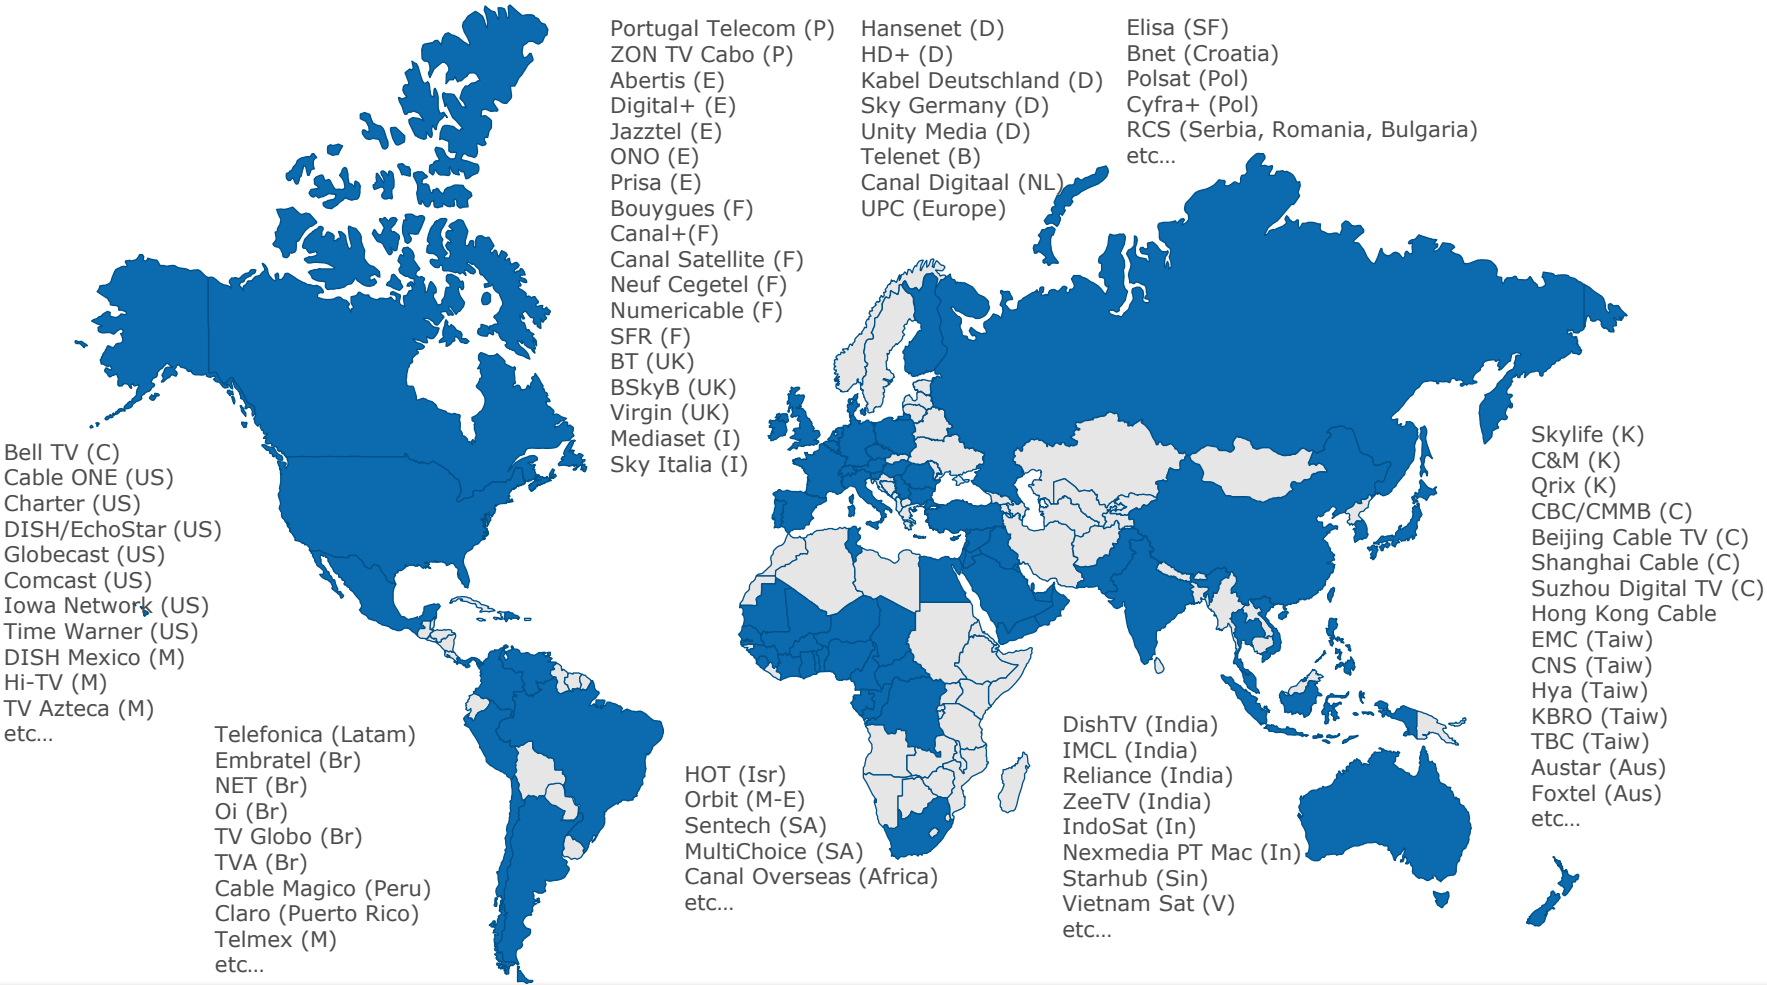 Portugal Telecom (P)
ZON TV Cabo (P)
Abertis (E)
Digital+ (E)
Jazztel (E)
ONO (E)
Prisa (E)
Bouygues (F)
Canal+(F)
Canal Satellite (F)
Neuf Cegetel (F)
Numericable (F)
SFR (F)
BT (UK)
BSkyB (UK)
Virgin (UK)
Mediaset (I)
Sky Italia (I)
Hansenet (D)
HD+ (D)
Kabel Deutschland (D)
Sky Germany (D)
Unity Media (D)
Telenet (B)
Canal Digitaal (NL)
UPC (Europe)
Elisa (SF)
Bnet (Croatia)
Polsat (Pol)
Cyfra+ (Pol)
RCS (Serbia, Romania, Bulgaria)
etc...
Bell TV (C)
Cable ONE (US)
Charter (US)
DISH/EchoStar (US)
Globecast (US)
Comcast (US)
Iowa Network (US)
Time Warner (US)
DISH Mexico (M)
Hi-TV (M)
TV Azteca (M)
etc...
Telefonica (Latam)
Embratel (Br)
NET (Br)
Oi (Br)
TV Globo (Br)
TVA (Br)
Cable Magico (Peru)
Claro (Puerto Rico)
Telmex (M)
etc...
HOT (Isr)
Orbit (M-E)
Sentech (SA)
MultiChoice (SA)
Canal Overseas (Africa)
etc...
DishTV (India)
IMCL (India)
Reliance (India)
ZeeTV (India)
IndoSat (In)
Nexmedia PT Mac (In)
Starhub (Sin)
Vietnam Sat (V)
etc...
Skylife (K)
C&M (K)
Qrix (K)
CBC/CMMB (C)
Beijing Cable TV (C)
Shanghai Cable (C)
Suzhou Digital TV (C)
Hong Kong Cable
EMC (Taiw)
CNS (Taiw)
Hya (Taiw)
KBRO (Taiw)
TBC (Taiw)
Austar (Aus)
Foxtel (Aus)
etc...